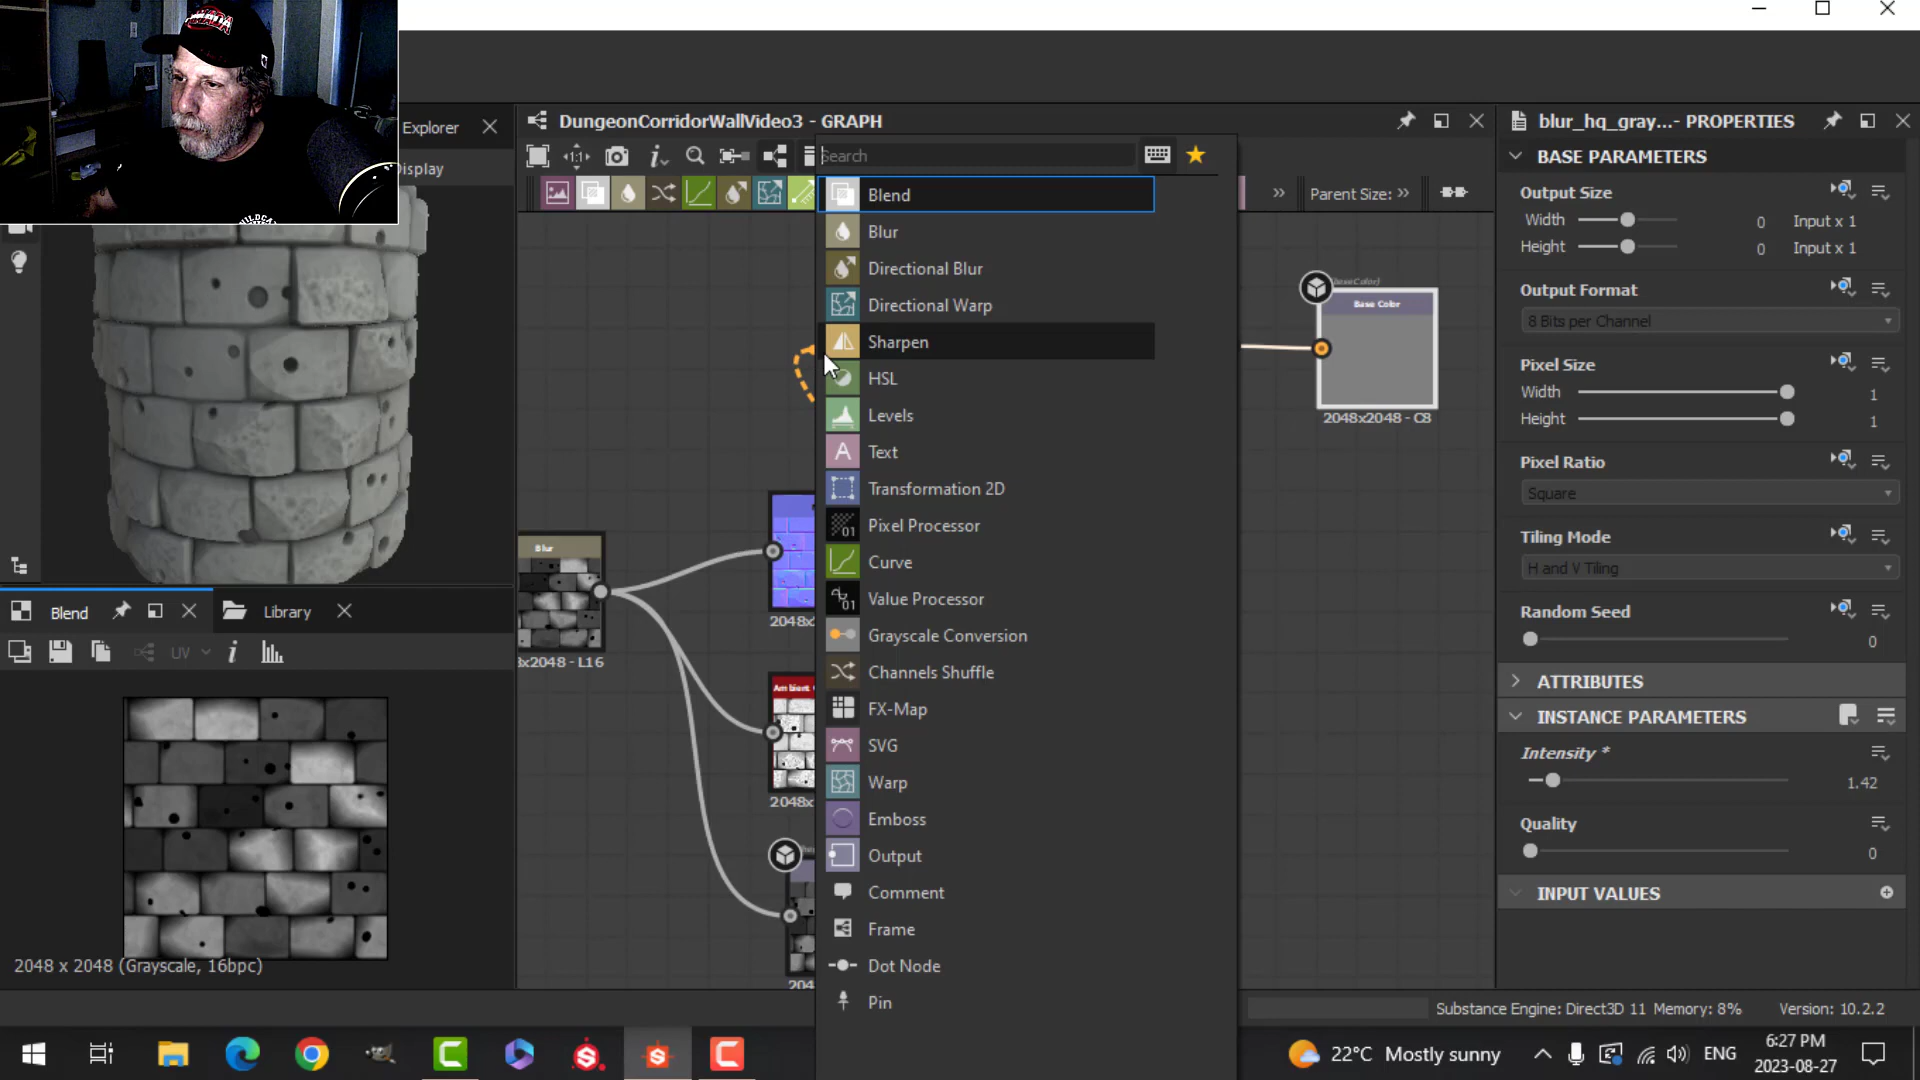 Explorer
DungeonCorridorWallVideo3 - GRAPH
blur_hq_gray...- PROPERTIES
Display
Search
BASE PARAMETERS
Parent Size:
Output Size
Width 0 Input x 1
Height 0 Input x 1
Output Format
8 Bits per Channel
Pixel Size
Width 1
Height 1
Pixel Ratio
Square
Tiling Mode
H and V Tiling
Random Seed
0
ATTRIBUTES
INSTANCE PARAMETERS
Intensity *
1.42
Quality
0
INPUT VALUES
Blend
Blur
Directional Blur
Directional Warp
Sharpen
HSL
Levels
Text
Transformation 2D
Pixel Processor
Curve
Value Processor
Grayscale Conversion
Channels Shuffle
FX-Map
SVG
Warp
Emboss
Output
Comment
Frame
Dot Node
Pin
Base Color
2048x2048 - C8
Blur
x2048 - L16
2048x
Ambient
2048x
204
Blend
Library
UV
2048 x 2048 (Grayscale, 16bpc)
Substance Engine: Direct3D 11 Memory: 8% Version: 10.2.2
22°C Mostly sunny
ENG
6:27 PM
2023-08-27